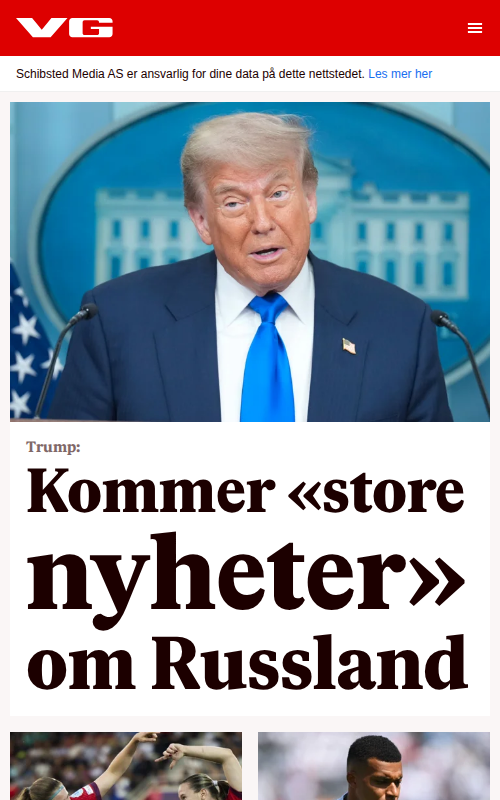 VG
Schibsted Media AS er ansvarlig for dine data på dette nettstedet. Les mer her
Trump:
Kommer «store
nyheter»
om Russland